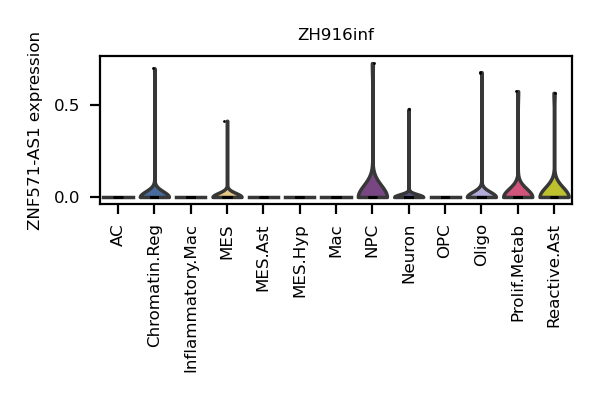 ZH916inf
ZNF571-AS1 expression
0.5
0.0
AC
Chromatin.Reg
Inflammatory.Mac
MES
MES.Ast
MES.Hyp
Mac
NPC
Neuron
OPC
Oligo
Prolif.Metab
Reactive.Ast